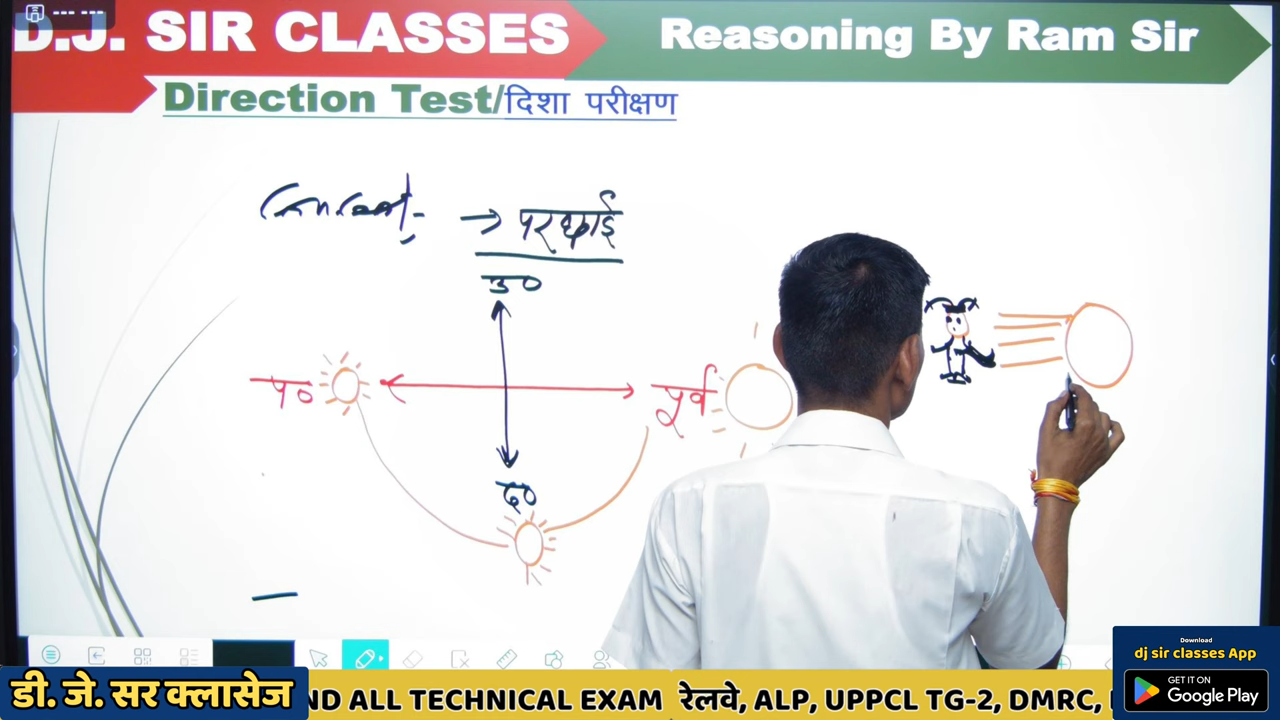 D.J. SIR CLASSES
Reasoning By Ram Sir
Direction Test/दिशा परीक्षण
→ परछाई
उ०
प०
पूर्व
द०
Download
dj sir classes App
GET IT ON
Google Play
डी. जे. सर क्लासेज
ND ALL TECHNICAL EXAM रेलवे, ALP, UPPCL TG-2, DMRC,